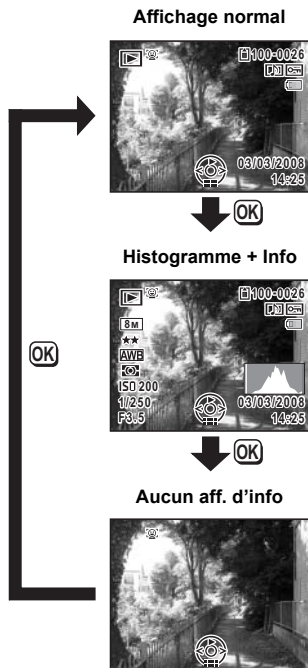 Affichage normal
100-0026
03/03/2008
14:25
OK
Histogramme + Info
100-0026
8M
AWB
ISO 200
1/250
F3.5
03/03/2008
14:25
OK
OK
Aucun aff. d'info